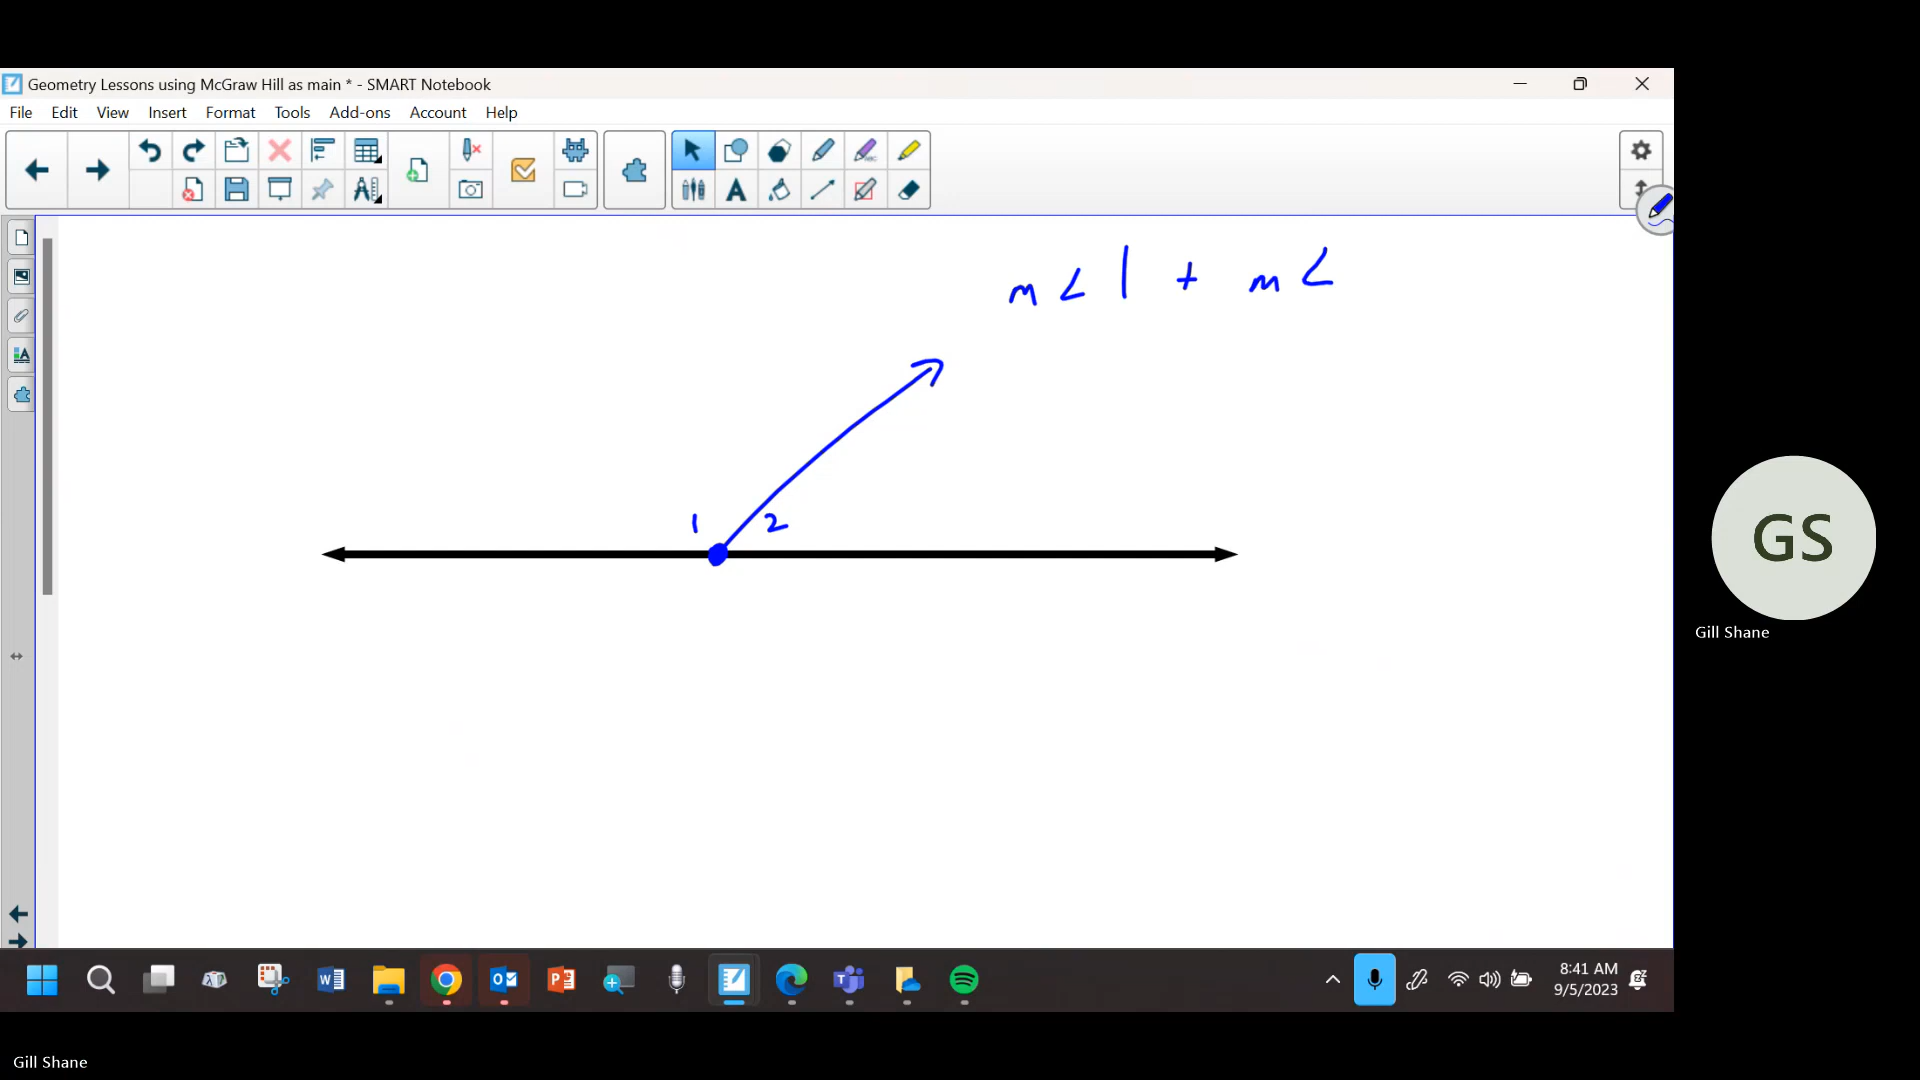 Geometry Lessons using McGraw Hill as main * - SMART Notebook
File Edit View Insert Format Tools Add-ons Account Help
m∠1 + m∠
1 2
GS
Gill Shane
8:41 AM
9/5/2023
Gill Shane